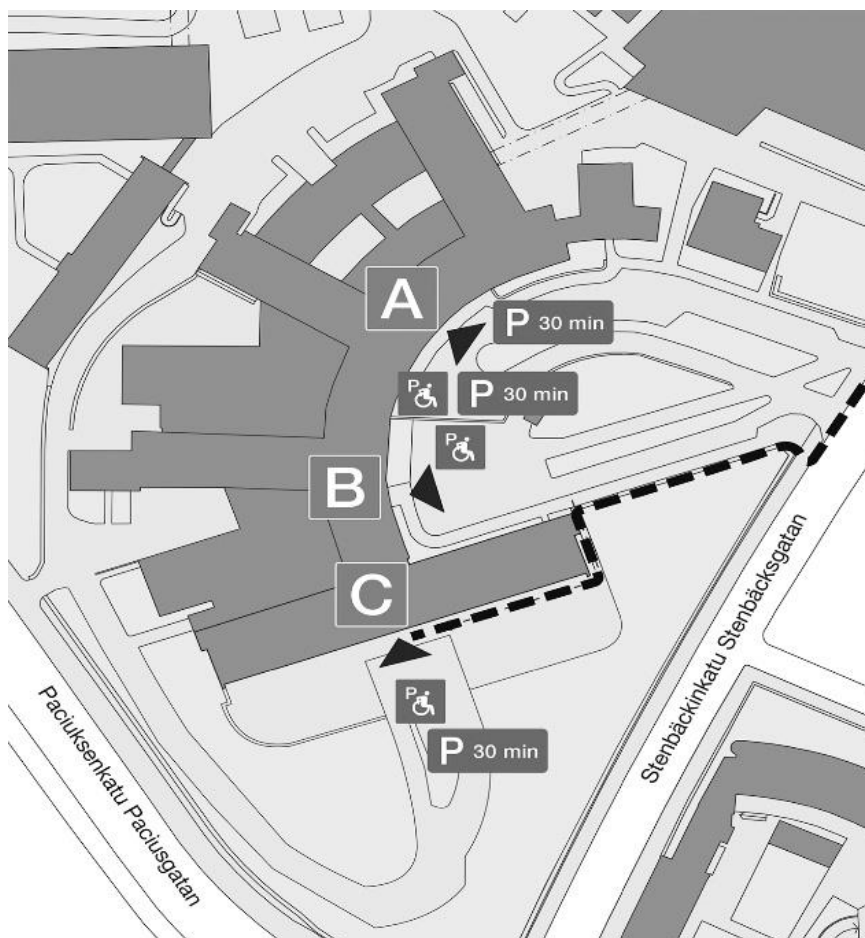 A
P 30 min
P
P 30 min
P
B
C
P
P 30 min
Paciuksenkatu Paciusgatan
Stenbäckinkatu Stenbäcksgatan